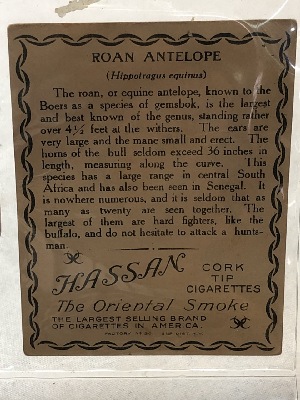 ROAN ANTELOPE
(Hippotragus equinus)
The roan, or equine antelope, known to the
Boers as a species of gemsbok, is the largest
and best known of the genus, standing rather
over 4½ feet at the withers. The ears are
very large and the mane small and erect. The
horns of the bull seldom exceed 36 inches in
length, measuring along the curve. This
species has a large range in central South
Africa and has also been seen in Senegal. It
is nowhere numerous, and it is seldom that as
many as twenty are seen together. The
largest of them are hard fighters, like the
buffalo, and do not hesitate to attack a hunts-
man.
HASSAN
CORK
TIP
CIGARETTES
The Oriental Smoke
THE LARGEST SELLING BRAND
OF CIGARETTES IN AMERICA.
FACTORY